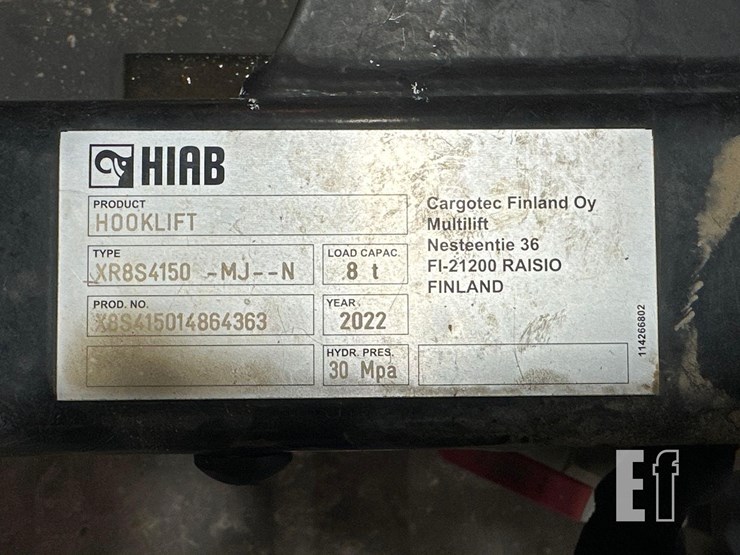 HIAB
PRODUCT
HOOKLIFT
TYPE
XR8S4150 -MJ--N
LOAD CAPAC.
8 t
PROD. NO.
X8S415014864363
YEAR
2022
HYDR. PRES.
30 Mpa
Cargotec Finland Oy
Multilift
Nesteentie 36
FI-21200 RAISIO
FINLAND
114266802
Ef